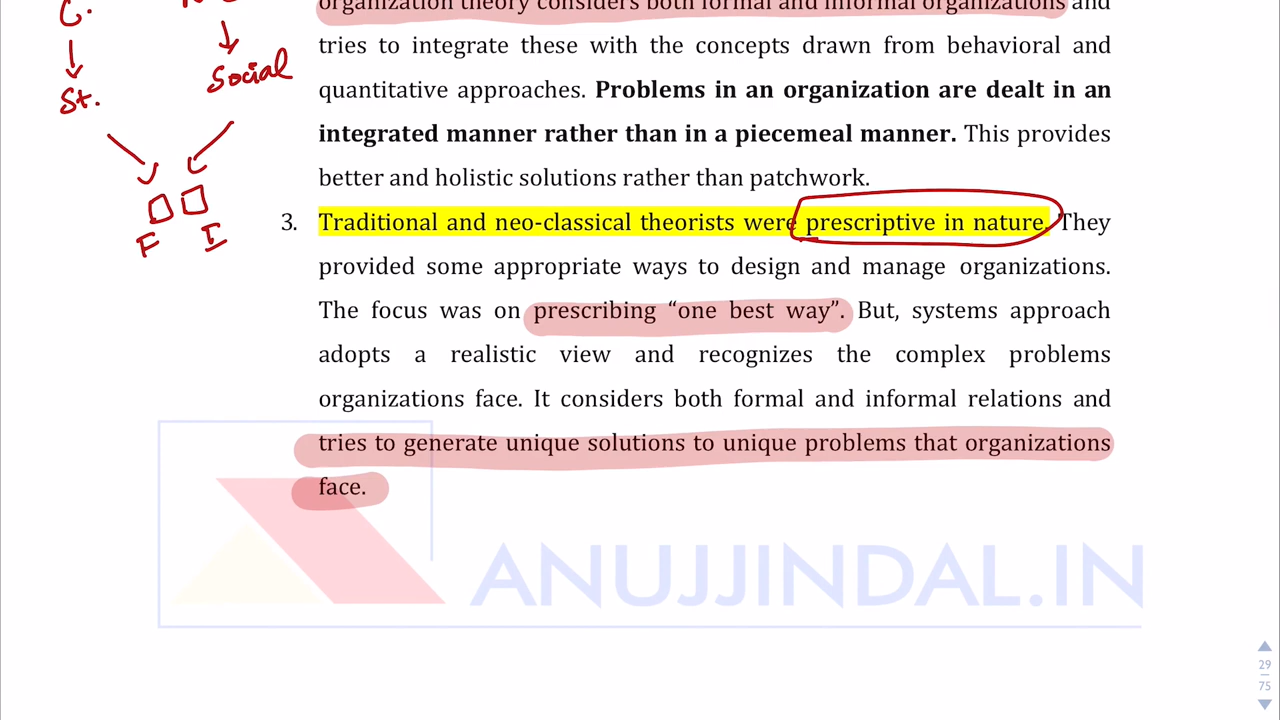 organization theory considers both formal and informal organizations and
tries to integrate these with the concepts drawn from behavioral and
quantitative approaches. Problems in an organization are dealt in an
integrated manner rather than in a piecemeal manner. This provides
better and holistic solutions rather than patchwork.
3. Traditional and neo-classical theorists were prescriptive in nature. They
provided some appropriate ways to design and manage organizations.
The focus was on prescribing “one best way”. But, systems approach
adopts a realistic view and recognizes the complex problems
organizations face. It considers both formal and informal relations and
tries to generate unique solutions to unique problems that organizations
face.
C.
St.
Social
F I
ANUJJINDAL.IN
29
75